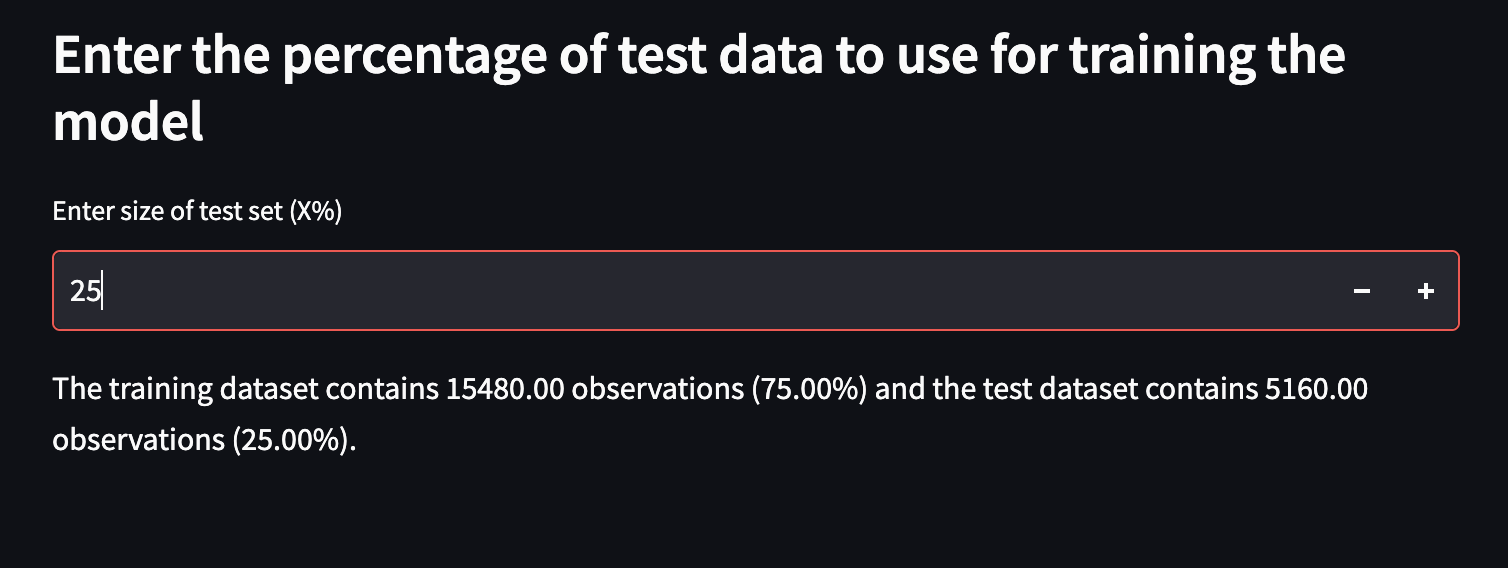 Enter the percentage of test data to use for training the
model
Enter size of test set (X%)
25
− +
The training dataset contains 15480.00 observations (75.00%) and the test dataset contains 5160.00
observations (25.00%).